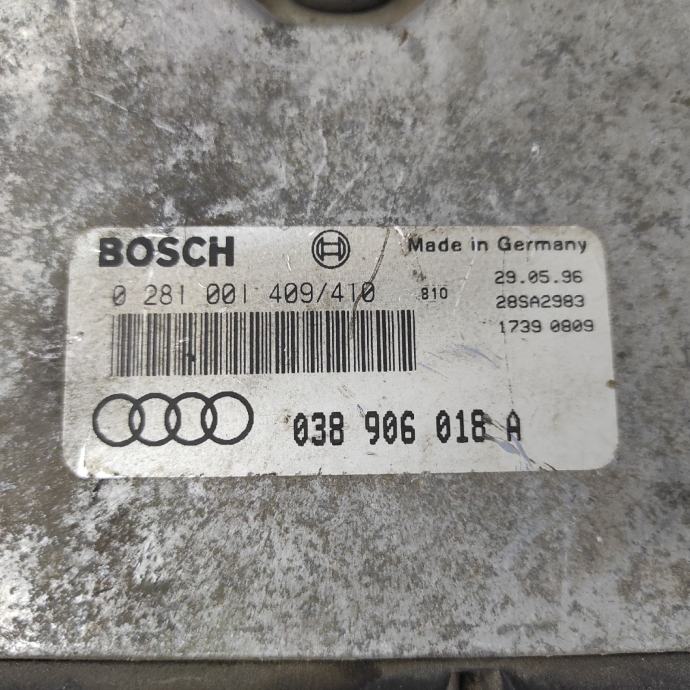 BOSCH
Made in Germany
0 281 001 409/410
810
29.05.96
28SA2983
1739 0809
038 906 018 A